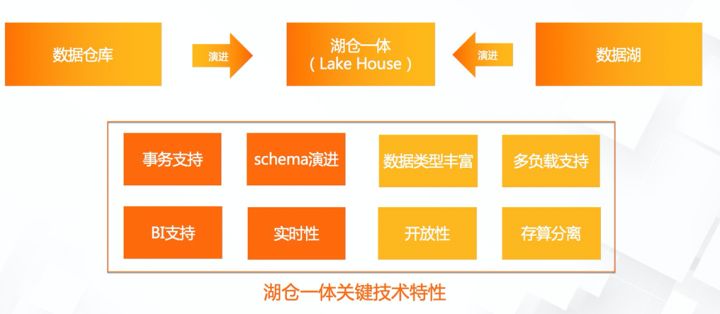 数据仓库
演进
湖仓一体
（Lake House）
演进
数据湖
事务支持
schema演进
数据类型丰富
多负载支持
BI支持
实时性
开放性
存算分离
湖仓一体关键技术特性